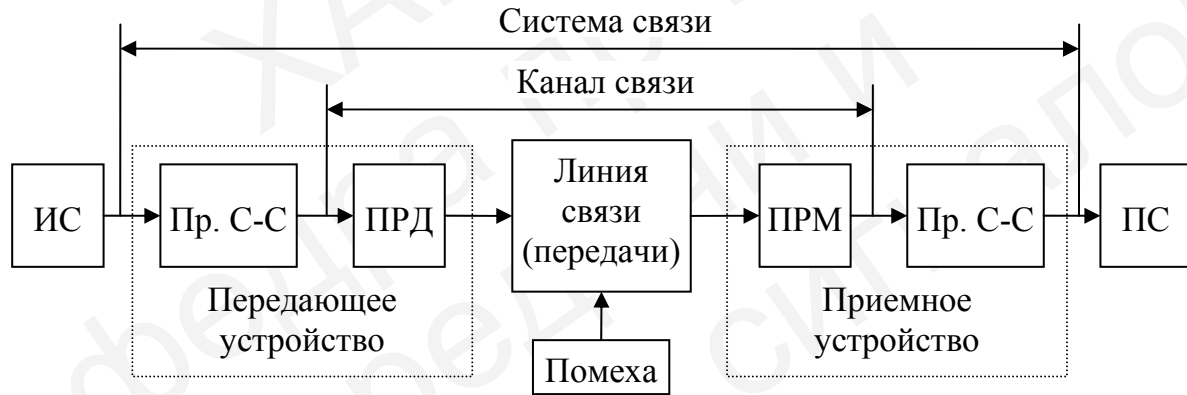 Система связи
Канал связи
ИС
Пр. С-С
ПРД
Линия
связи
(передачи)
ПРМ
Пр. С-С
ПС
Передающее
устройство
Приемное
устройство
Помеха